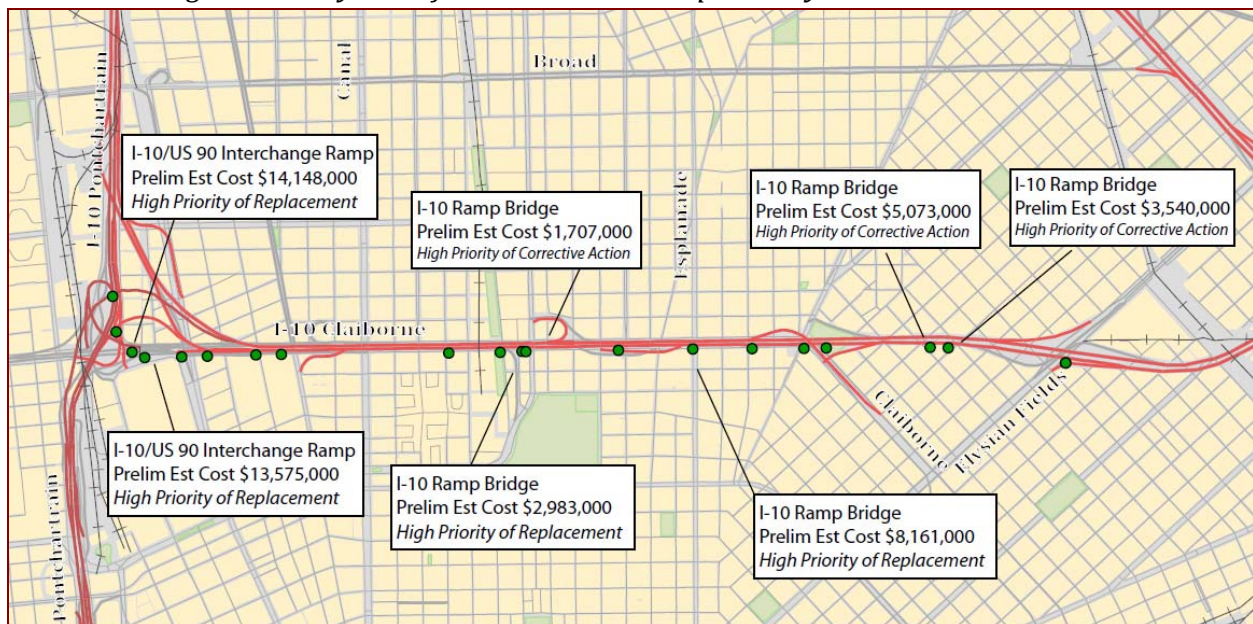 Broad
Canal
I-10 Pontchartrain
I-10/US 90 Interchange Ramp
Prelim Est Cost $14,148,000
High Priority of Replacement
I-10 Ramp Bridge
Prelim Est Cost $1,707,000
High Priority of Corrective Action
Esplanade
I-10 Ramp Bridge
Prelim Est Cost $5,073,000
High Priority of Corrective Action
I-10 Ramp Bridge
Prelim Est Cost $3,540,000
High Priority of Corrective Action
I-10 Claiborne
Claiborne
Elysian Fields
I-10/US 90 Interchange Ramp
Prelim Est Cost $13,575,000
High Priority of Replacement
I-10 Ramp Bridge
Prelim Est Cost $2,983,000
High Priority of Replacement
I-10 Ramp Bridge
Prelim Est Cost $8,161,000
High Priority of Replacement
Pontchartrain